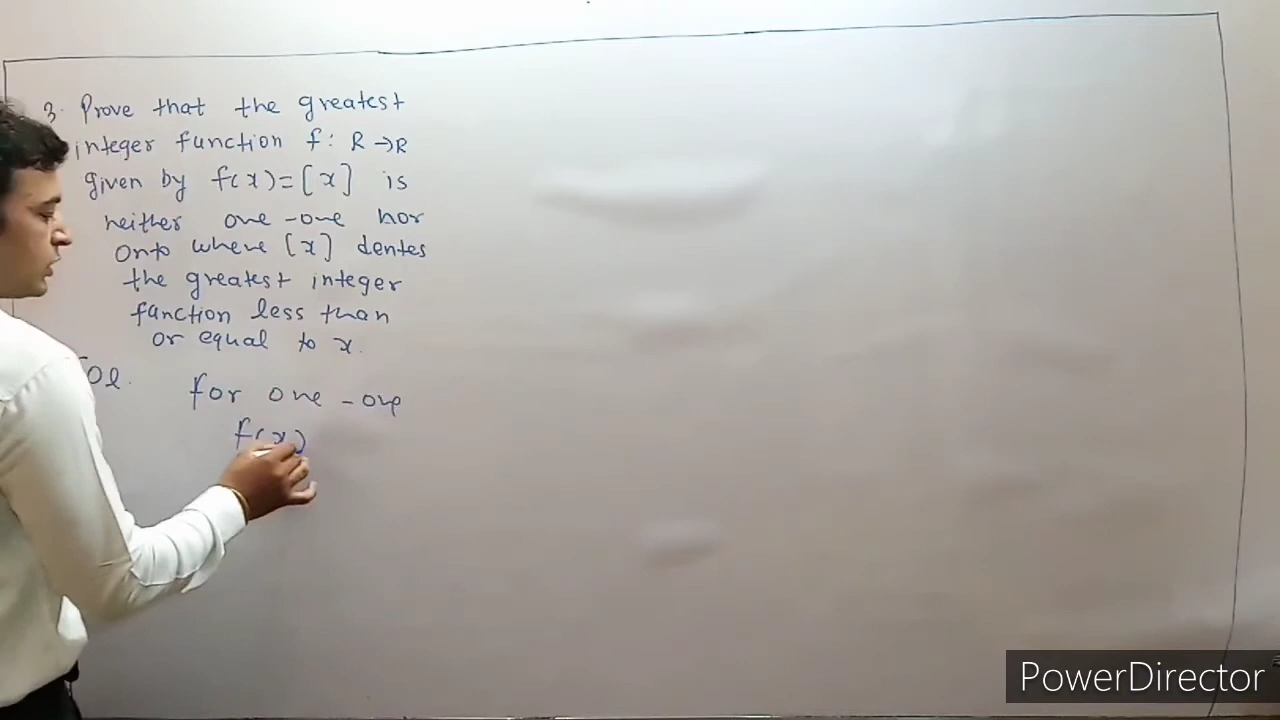 3. Prove that the greatest
integer function f: R→R
given by f(x)=[x] is
neither one-one nor
onto where [x] dentes
the greatest integer
function less than
or equal to x.
Sol.
for one-one
f(x)
PowerDirector